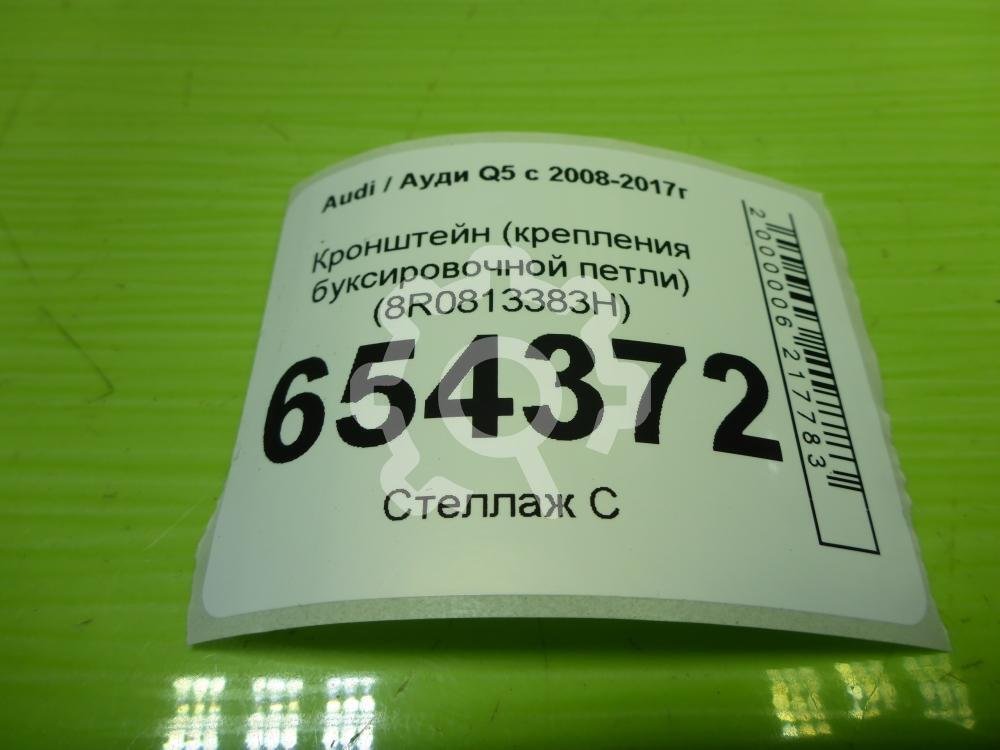 Audi / Ауди Q5 с 2008-2017г
Кронштейн (крепления
буксировочной петли)
(8R0813383H)
654372
Стеллаж С
2000006217783